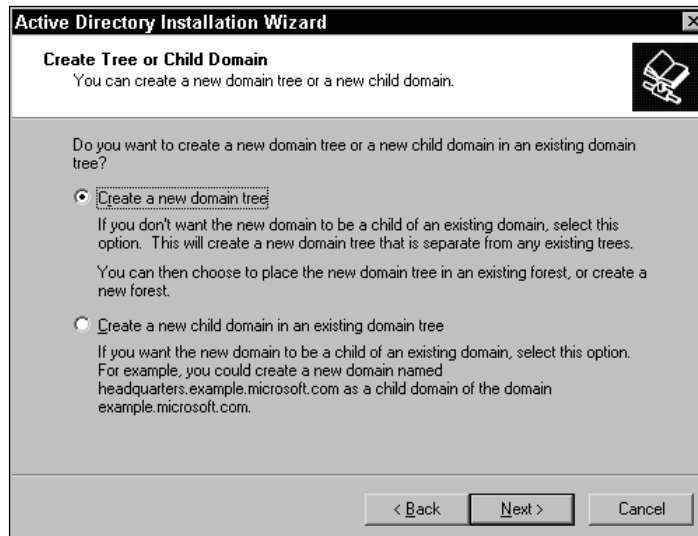 Active Directory Installation Wizard
Create Tree or Child Domain
You can create a new domain tree or a new child domain.
Do you want to create a new domain tree or a new child domain in an existing domain
tree?
Create a new domain tree
If you don't want the new domain to be a child of an existing domain, select this
option. This will create a new domain tree that is separate from any existing trees.
You can then choose to place the new domain tree in an existing forest, or create a
new forest.
Create a new child domain in an existing domain tree
If you want the new domain to be a child of an existing domain, select this option.
For example, you could create a new domain named
headquarters.example.microsoft.com as a child domain of the domain
example.microsoft.com.
< Back Next > Cancel